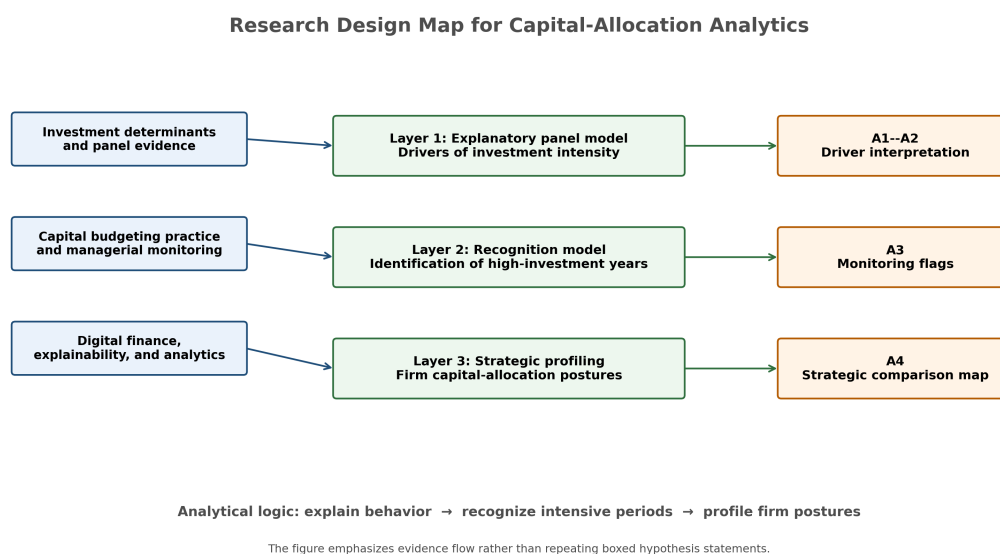 Research Design Map for Capital-Allocation Analytics
Investment determinants
and panel evidence
Layer 1: Explanatory panel model
Drivers of investment intensity
A1--A2
Driver interpretation
Capital budgeting practice
and managerial monitoring
Layer 2: Recognition model
Identification of high-investment years
A3
Monitoring flags
Digital finance,
explainability, and analytics
Layer 3: Strategic profiling
Firm capital-allocation postures
A4
Strategic comparison map
Analytical logic: explain behavior → recognize intensive periods → profile firm postures
The figure emphasizes evidence flow rather than repeating boxed hypothesis statements.